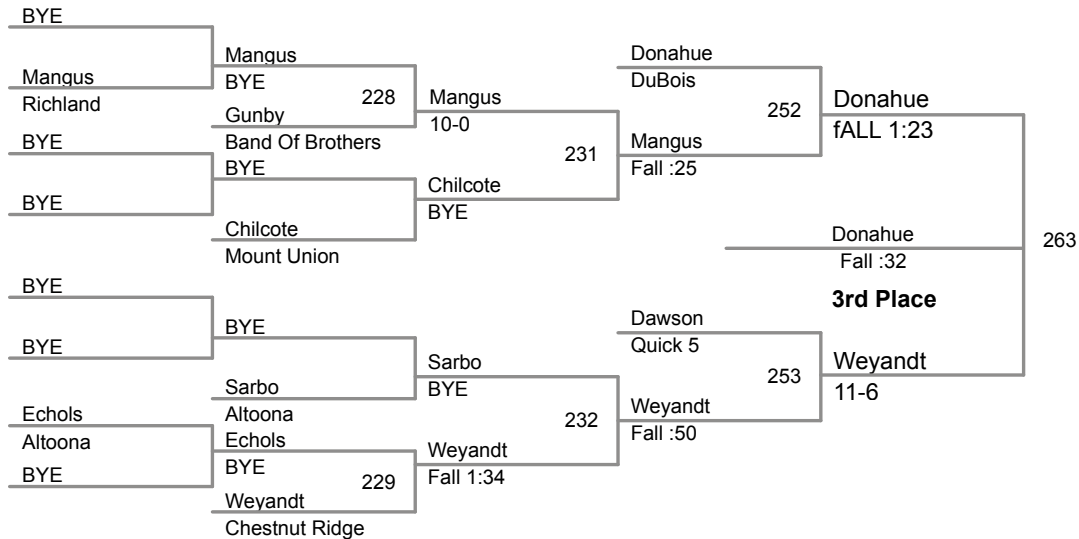 BYE
Mangus
Richland
BYE
BYE
BYE
BYE
Echols
Altoona
BYE
Mangus
BYE
228
Gunby
Band Of Brothers
BYE
Chilcote
Mount Union
BYE
Sarbo
Altoona
Echols
BYE
229
Weyandt
Chestnut Ridge
Mangus
10-0
231
Chilcote
BYE
Sarbo
BYE
232
Weyandt
Fall 1:34
Donahue
DuBois
252
Mangus
Fall :25
Dawson
Quick 5
253
Weyandt
Fall :50
Donahue
fALL 1:23
Donahue
Fall :32
263
3rd Place
Weyandt
11-6